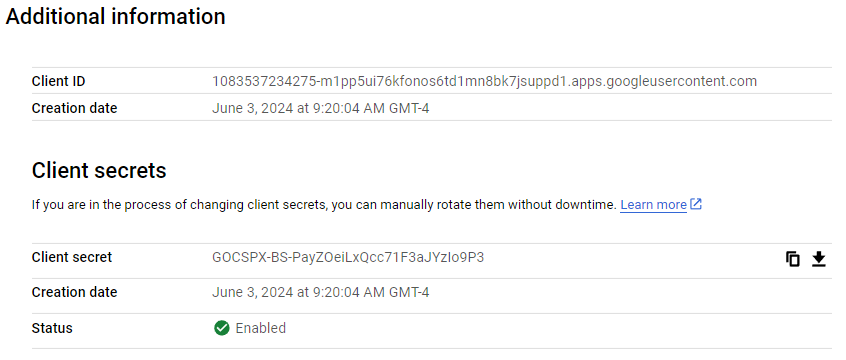 Additional information
Client ID 1083537234275-m1pp5ui76kfonos6td1mn8bk7jsuppd1.apps.googleusercontent.com
Creation date June 3, 2024 at 9:20:04 AM GMT-4
Client secrets
If you are in the process of changing client secrets, you can manually rotate them without downtime. Learn more
Client secret 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
Creation date June 3, 2024 at 9:20:04 AM GMT-4
Status Enabled